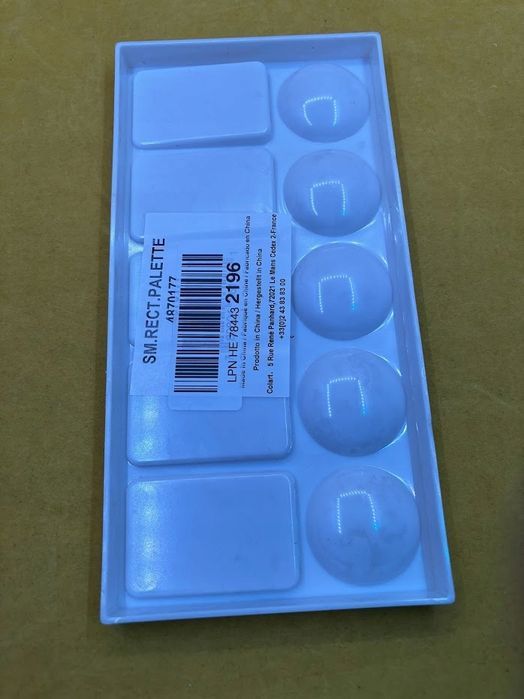 SM.RECT.PALETTE
4870177
LPN HE 78443 2196
Made in China / Fabriqué en Chine / Fabricado en China
Prodotto in China / Hergestellt in China
Colart, 5 Rue René Panhard,72021 Le Mans Cedex 2-France
+33[0]2 43 83 83 00